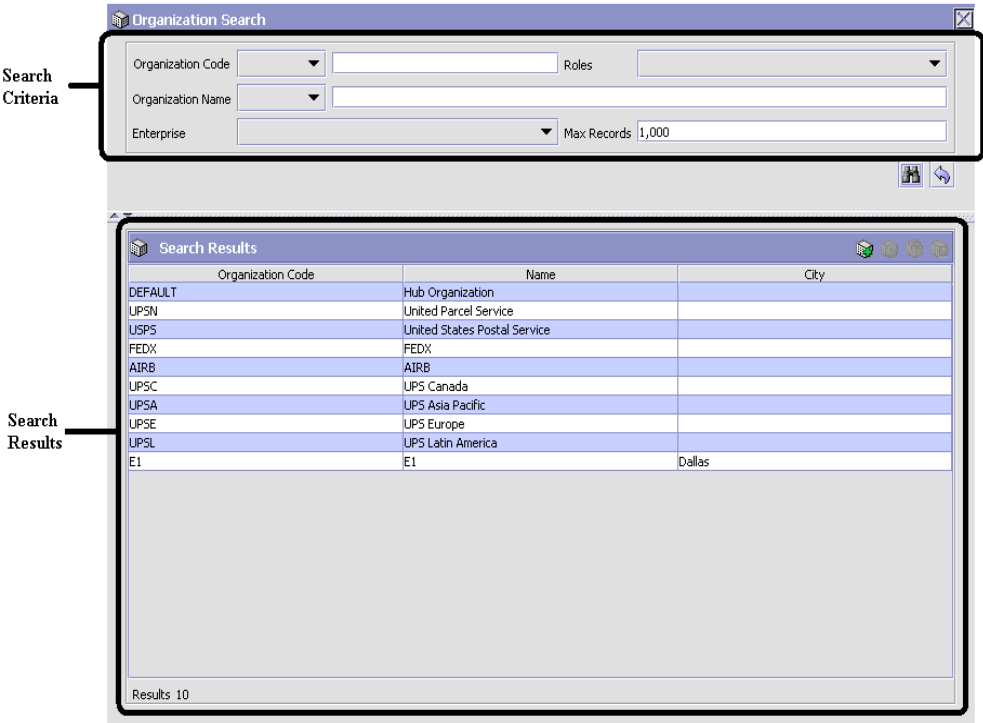 Organization Search
Search
Criteria
Organization Code
Roles
Organization Name
Enterprise
Max Records 1,000
Search Results
Organization Code Name City
DEFAULT Hub Organization
UPSN United Parcel Service
USPS United States Postal Service
FEDX FEDX
AIRB AIRB
UPSC UPS Canada
UPSA UPS Asia Pacific
UPSE UPS Europe
UPSL UPS Latin America
E1 E1 Dallas
Search
Results
Results 10